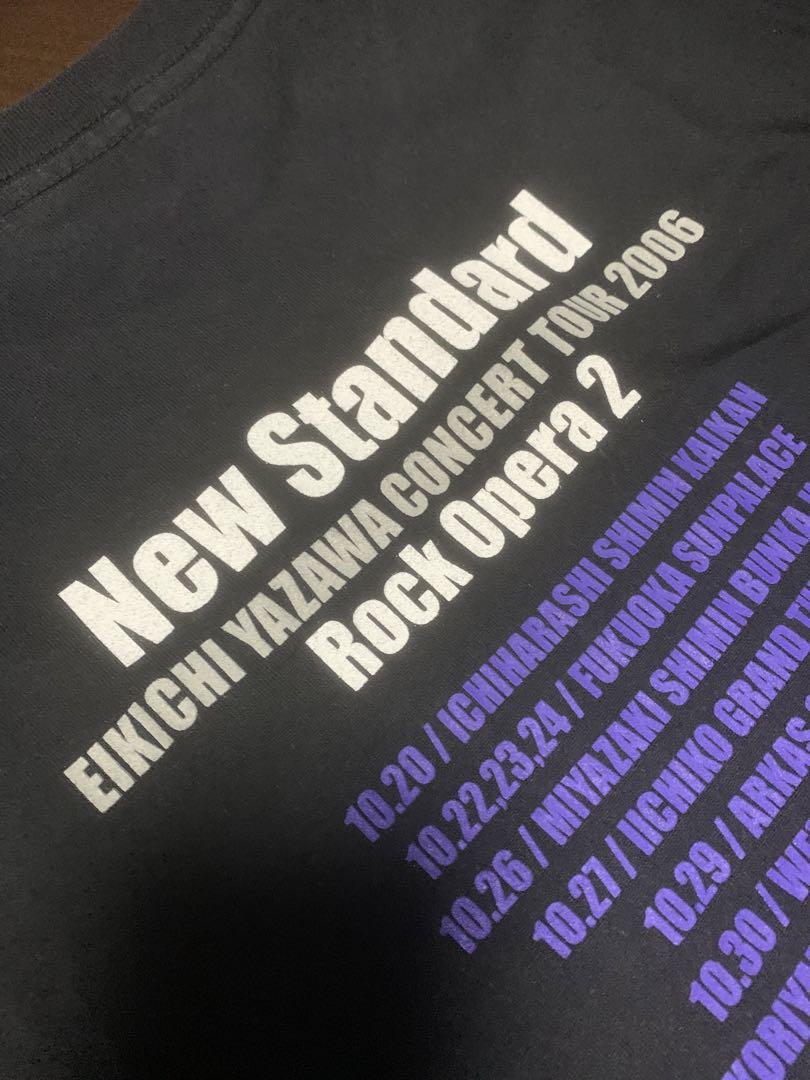 New Standard
EIKICHI YAZAWA CONCERT TOUR 2006
Rock Opera 2
10.20 / ICHIHARASHI SHIMIN KAIKAN
10.22,23,24 / FUKUOKA SUNPALACE
10.26 / MIYAZAKI SHIMIN BUNKA
10.27 / IICHIKO GRAND
10.29 / ARKAS
10.30 /